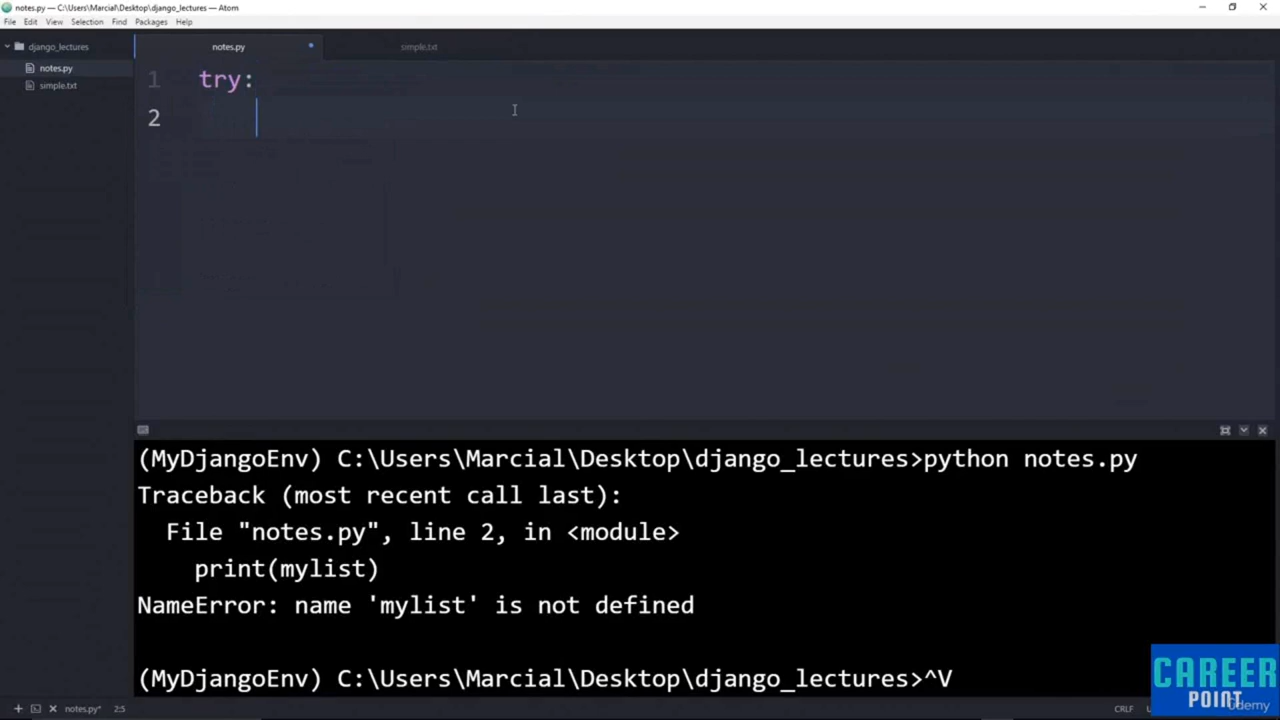 notes.py — C:\Users\Marcial\Desktop\django_lectures — Atom
File Edit View Selection Find Packages Help
django_lectures
notes.py
simple.txt
notes.py
simple.txt
1 try:
2
(MyDjangoEnv) C:\Users\Marcial\Desktop\django_lectures>python notes.py
Traceback (most recent call last):
File "notes.py", line 2, in <module>
print(mylist)
NameError: name 'mylist' is not defined
(MyDjangoEnv) C:\Users\Marcial\Desktop\django_lectures>^V
notes.py* 2:5
CRLF
CAREER
POINT
Udemy